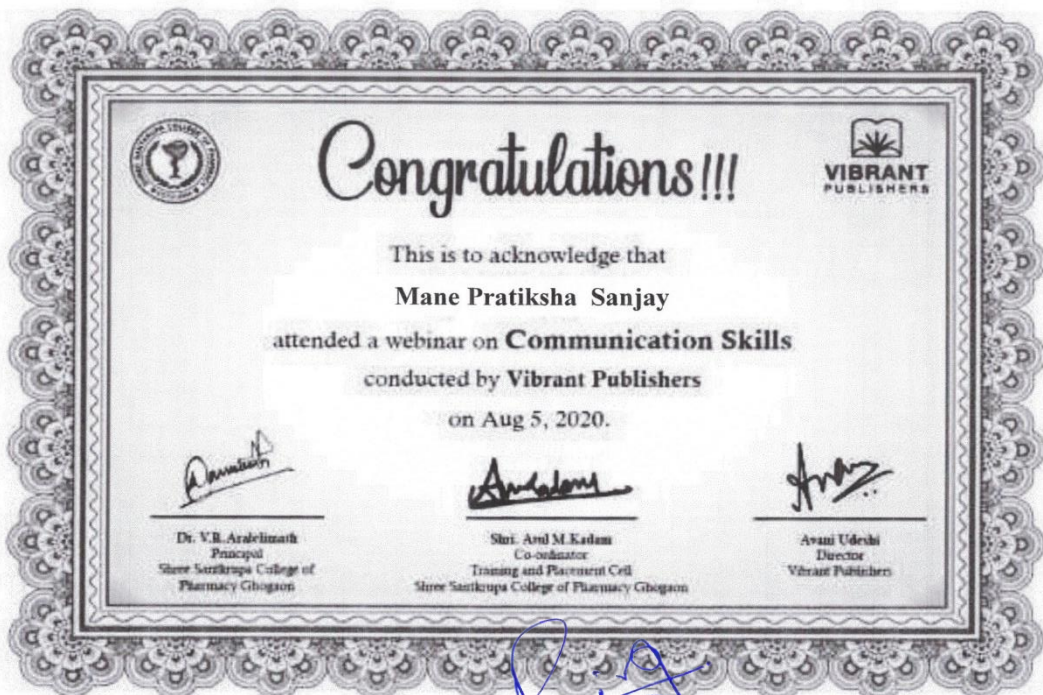 Congratulations!!!
VIBRANT
PUBLISHERS
This is to acknowledge that
Mane Pratiksha Sanjay
attended a webinar on Communication Skills
conducted by Vibrant Publishers
on Aug 5, 2020.
Dr. V.R. Arabelimath
Principal
Shree Santkrupa College of
Pharmacy Ghogaon
Shri. Atul M.Kadam
Co-ordinator
Training and Placement Cell
Shree Santkrupa College of Pharmacy Ghogaon
Avani Udeshi
Director
Vibrant Publishers